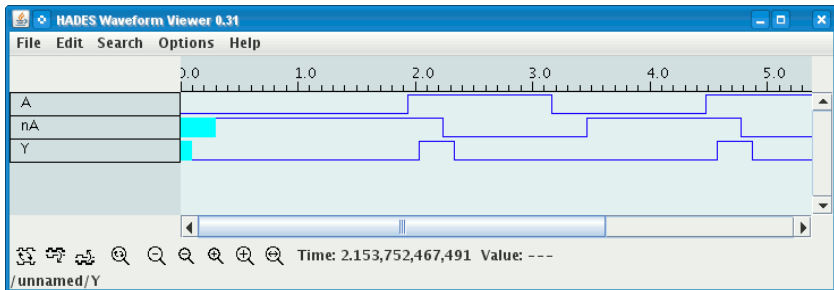 HADES Waveform Viewer 0.31
File Edit Search Options Help
0.0 1.0 2.0 3.0 4.0 5.0
A
nA
Y
Time: 2.153,752,467,491 Value: ---
/unnamed/Y